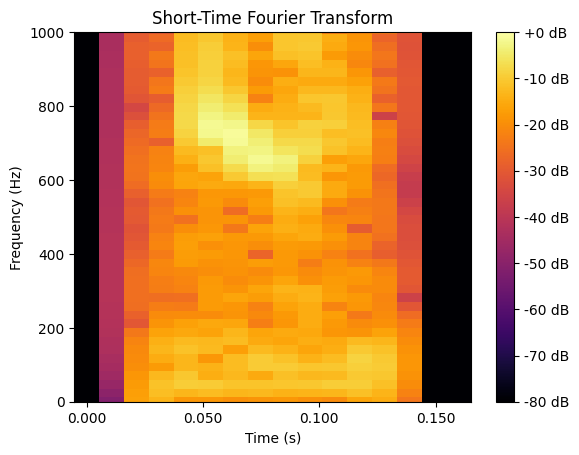 Short-Time Fourier Transform
1000
800
600
400
200
0
Frequency (Hz)
0.000
0.050
0.100
0.150
Time (s)
+0 dB
-10 dB
-20 dB
-30 dB
-40 dB
-50 dB
-60 dB
-70 dB
-80 dB